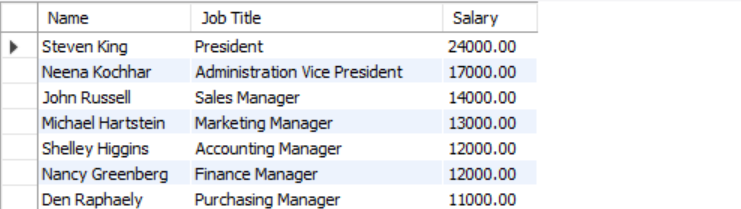 Name Job Title Salary
Steven King President 24000.00
Neena Kochhar Administration Vice President 17000.00
John Russell Sales Manager 14000.00
Michael Hartstein Marketing Manager 13000.00
Shelley Higgins Accounting Manager 12000.00
Nancy Greenberg Finance Manager 12000.00
Den Raphaely Purchasing Manager 11000.00